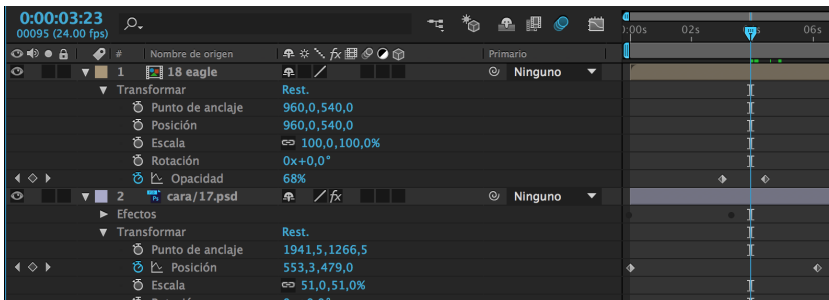 0:00:03:23
00095 (24.00 fps)
:00s 02s 06s
# Nombre de origen fx Primario
1 18 eagle Ninguno
Transformar Rest.
Punto de anclaje 960,0,540,0
Posición 960,0,540,0
Escala 100,0,100,0%
Rotación 0x+0,0°
Opacidad 68%
2 Ps cara/17.psd fx Ninguno
Efectos
Transformar Rest.
Punto de anclaje 1941,5,1266,5
Posición 553,3,479,0
Escala 51,0,51,0%